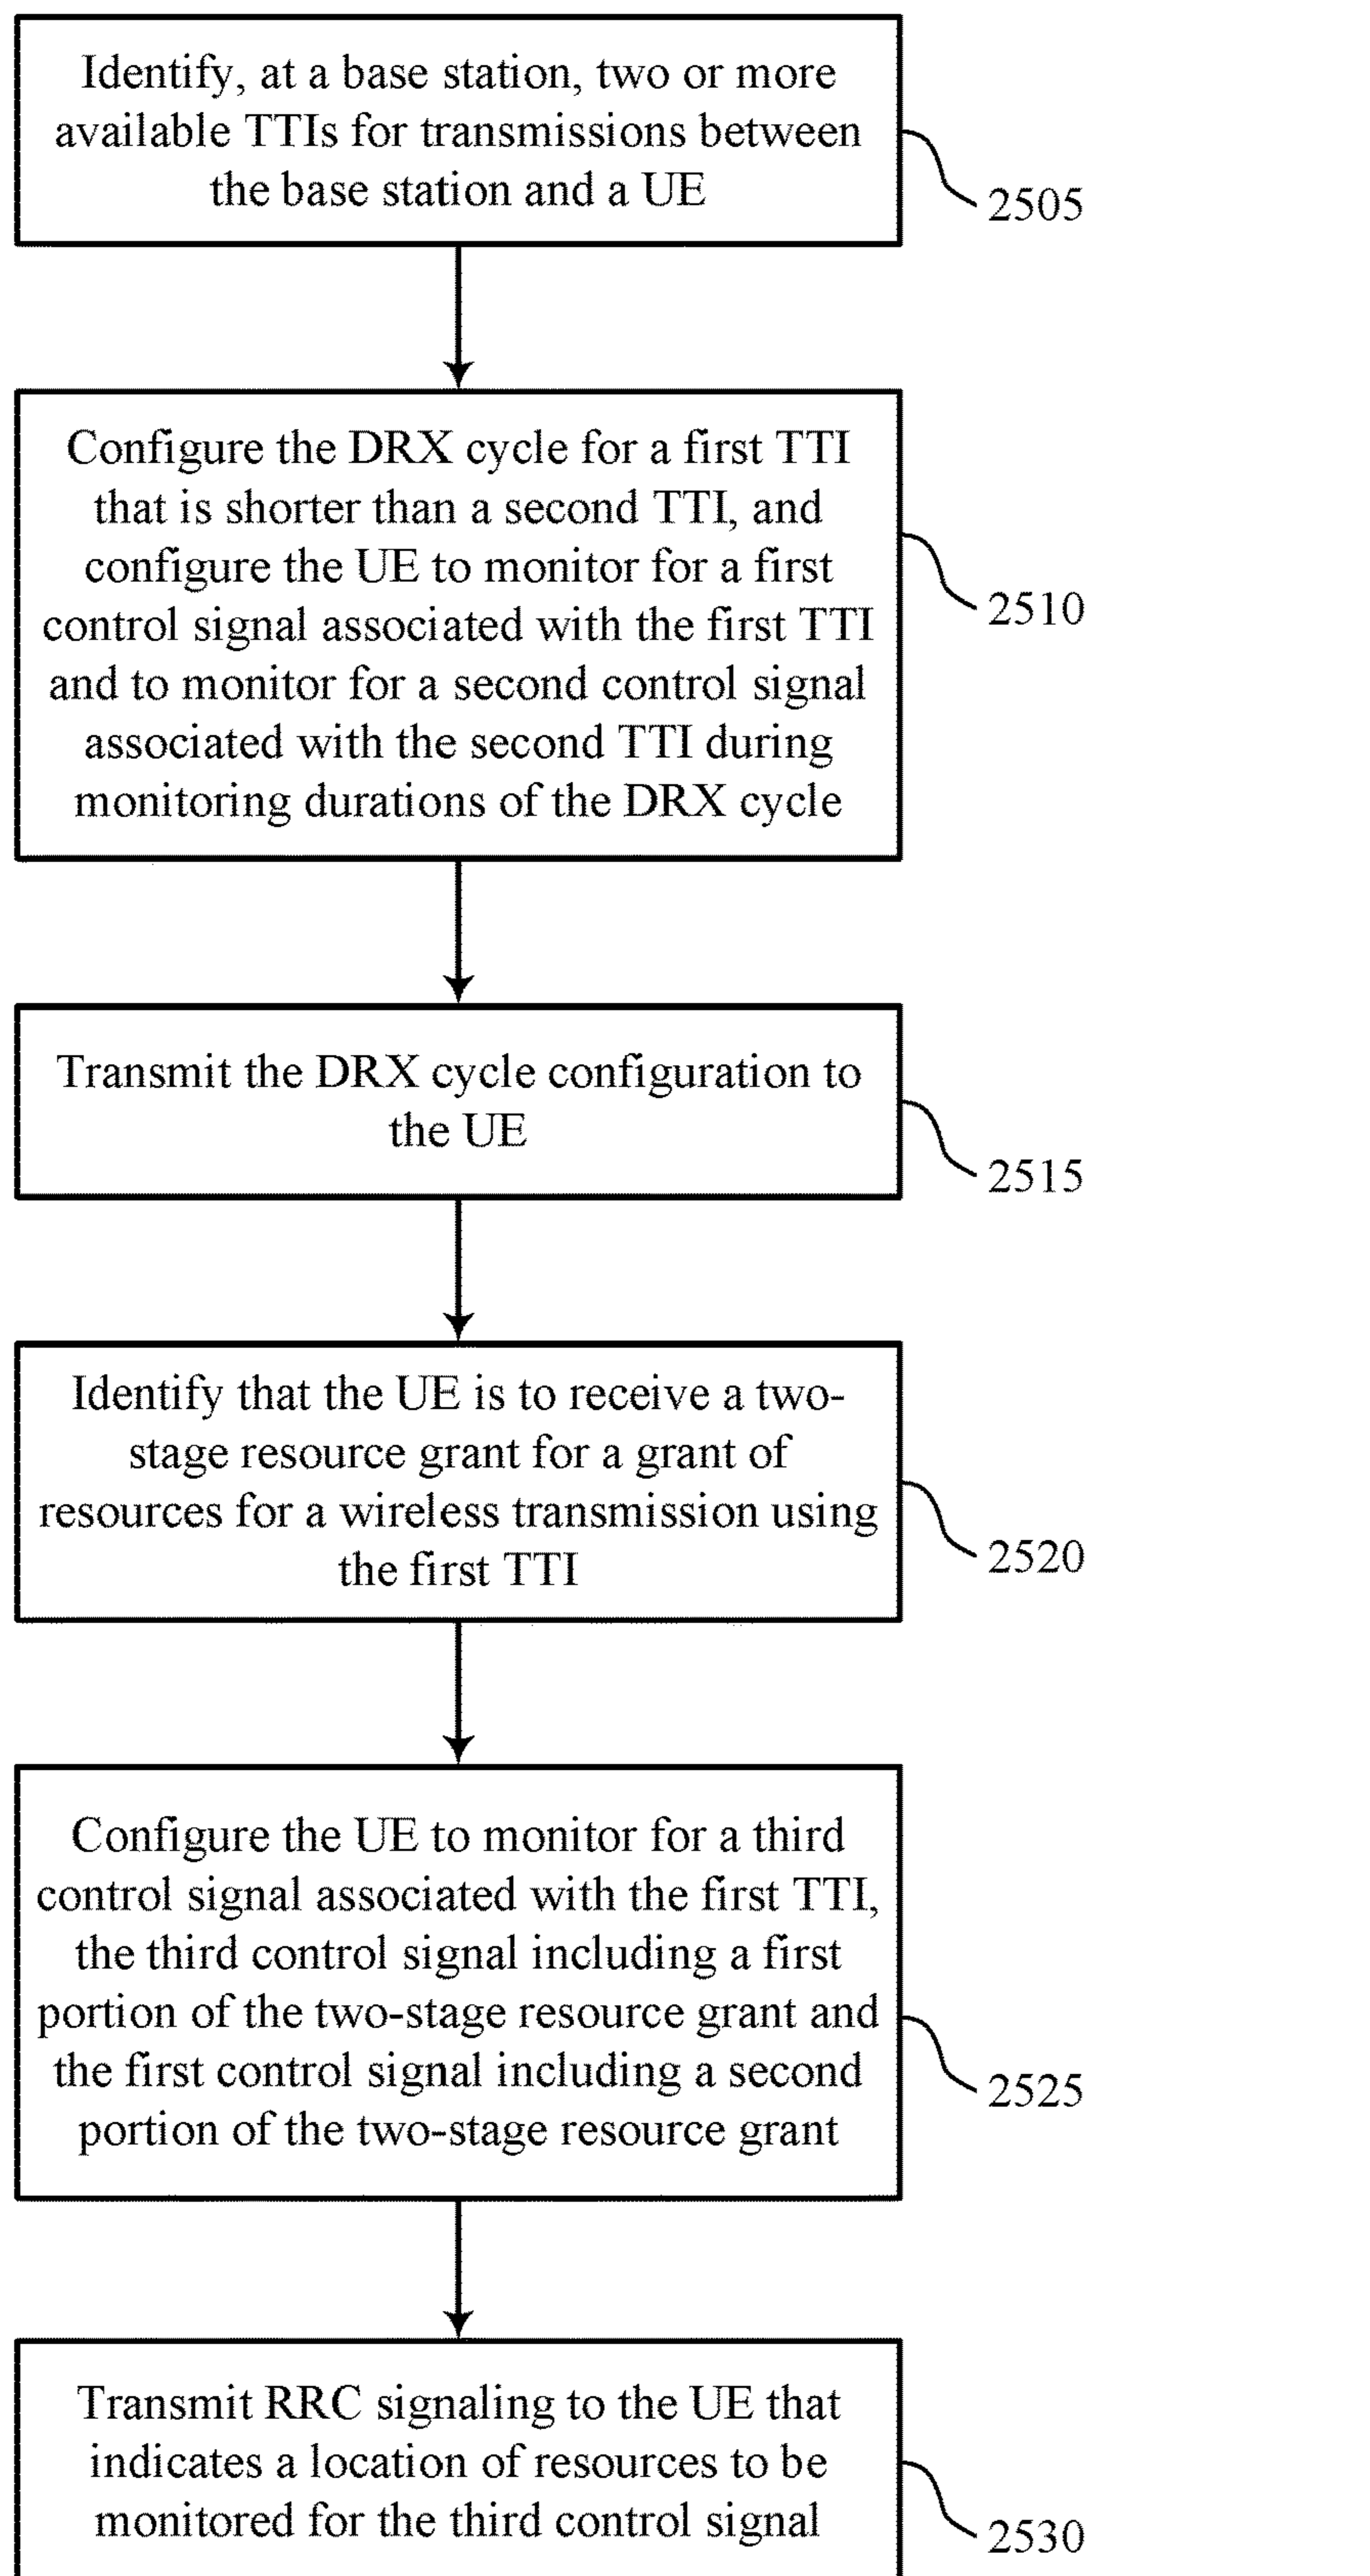 Identify, at a base station, two or more
available TTIs for transmissions between
the base station and a UE
2505
Configure the DRX cycle for a first TTI
that is shorter than a second TTI, and
configure the UE to monitor for a first
control signal associated with the first TTI
and to monitor for a second control signal
associated with the second TTI during
monitoring durations of the DRX cycle
2510
Transmit the DRX cycle configuration to
the UE
2515
Identify that the UE is to receive a two-
stage resource grant for a grant of
resources for a wireless transmission using
the first TTI
2520
Configure the UE to monitor for a third
control signal associated with the first TTI,
the third control signal including a first
portion of the two-stage resource grant and
the first control signal including a second
portion of the two-stage resource grant
2525
Transmit RRC signaling to the UE that
indicates a location of resources to be
monitored for the third control signal
2530